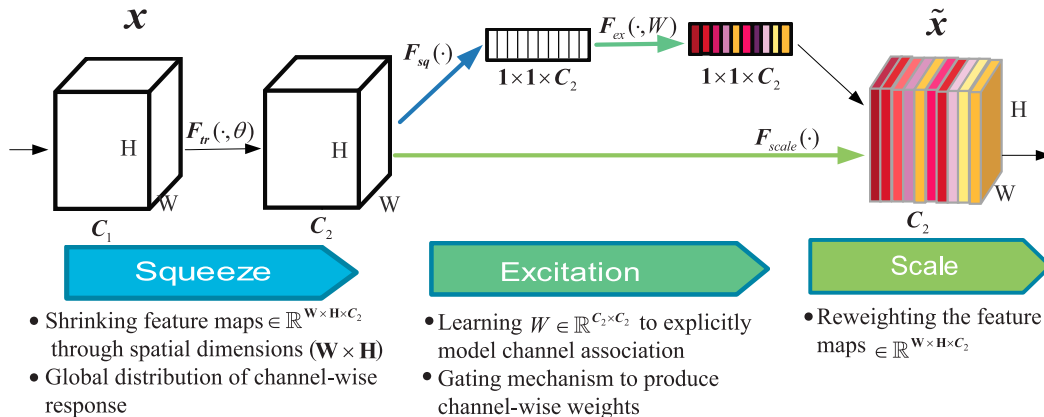 x
x̃
F_sq(·)
F_ex(·,W)
1×1×C_2
1×1×C_2
H
F_tr(·,θ)
H
F_scale(·)
H
W
W
W
C_1
C_2
C_2
Squeeze
Excitation
Scale
• Shrinking feature maps ∈ ℝ^{W×H×C_2}
through spatial dimensions (W × H)
• Global distribution of channel-wise
response
• Learning W ∈ ℝ^{C_2×C_2} to explicitly
model channel association
• Gating mechanism to produce
channel-wise weights
• Reweighting the feature
maps ∈ ℝ^{W×H×C_2}